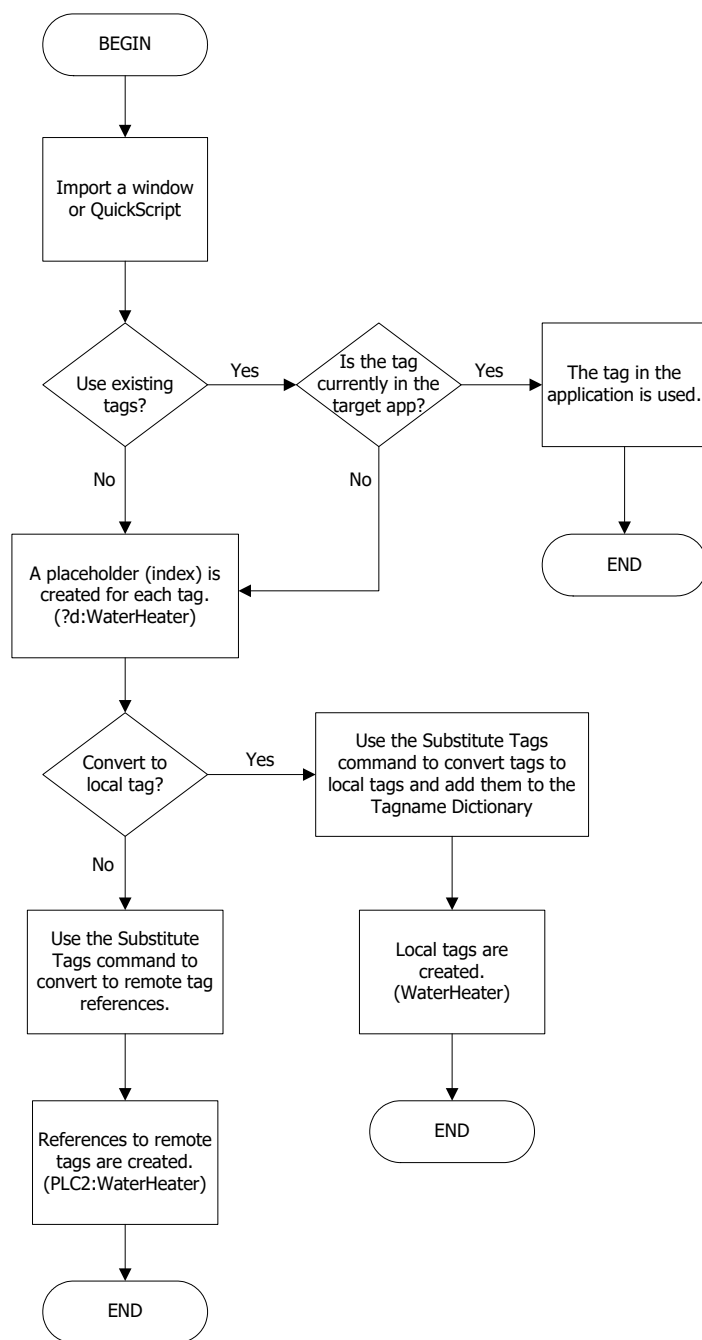 BEGIN
Import a window
or QuickScript
Use existing
tags?
Yes
Is the tag
currently in the
target app?
Yes
The tag in the
application is used.
No
No
END
A placeholder (index) is
created for each tag.
(?d:WaterHeater)
Convert to
local tag?
Yes
Use the Substitute Tags
command to convert tags to
local tags and add them to the
Tagname Dictionary
No
Use the Substitute
Tags command to
convert to remote tag
references.
Local tags are
created.
(WaterHeater)
References to remote
tags are created.
(PLC2:WaterHeater)
END
END